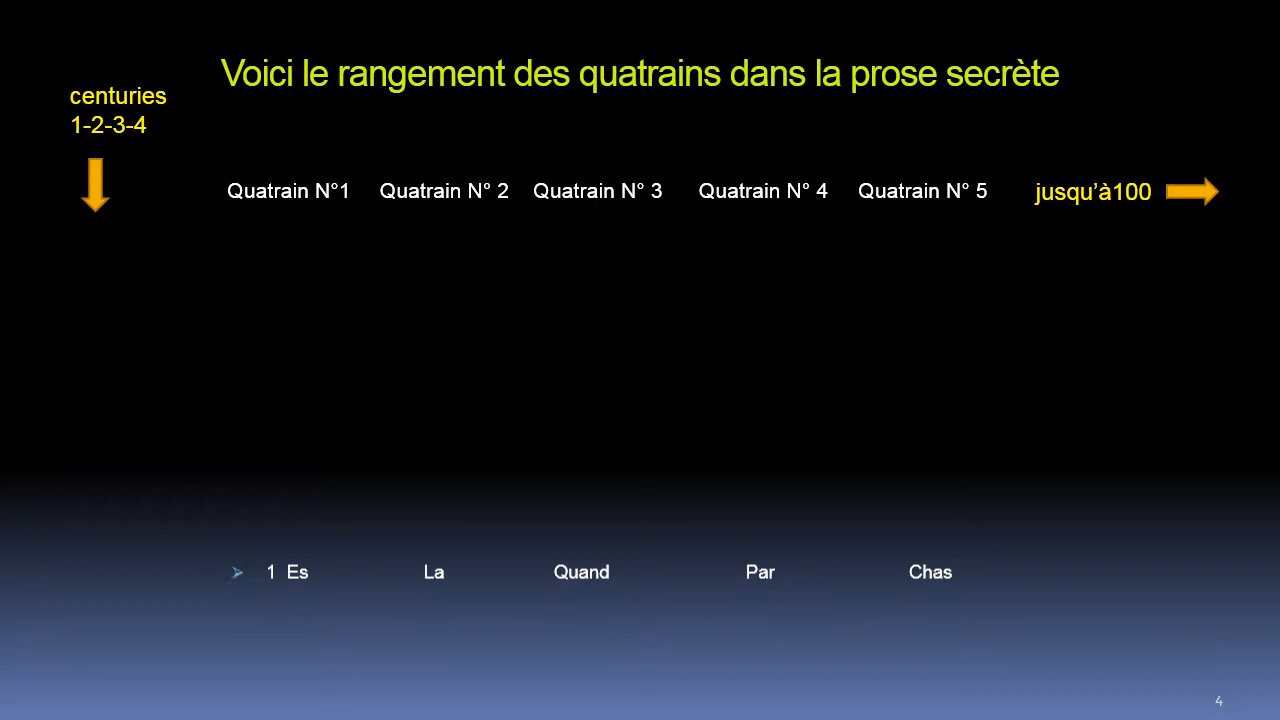 Voici le rangement des quatrains dans la prose secrète
centuries
1-2-3-4
Quatrain N°1 Quatrain N° 2 Quatrain N° 3 Quatrain N° 4 Quatrain N° 5 jusqu’à100
1 Es La Quand Par Chas
4